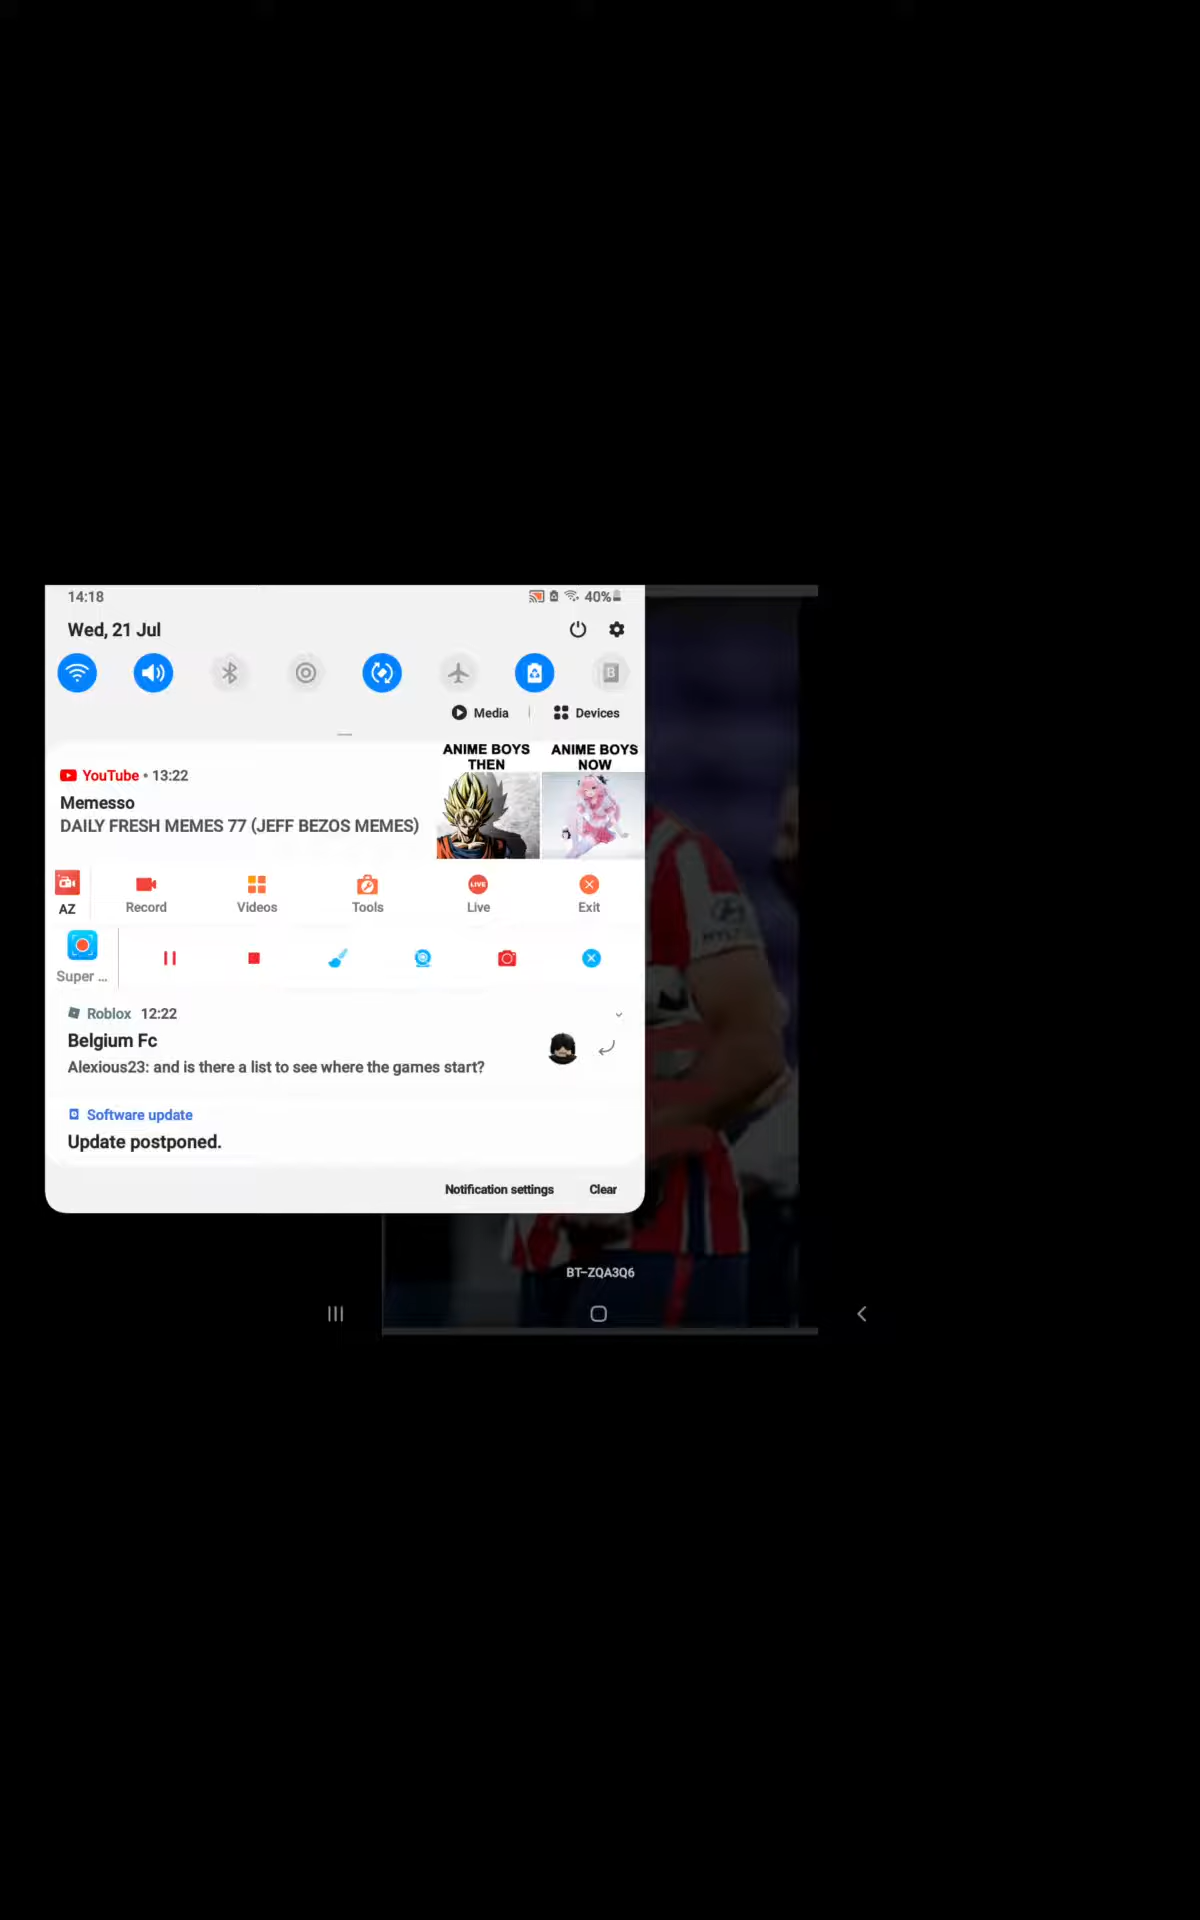 14:18
40%
Wed, 21 Jul
B
Media
Devices
YouTube • 13:22
Memesso
DAILY FRESH MEMES 77 (JEFF BEZOS MEMES)
ANIME BOYS
THEN
ANIME BOYS
NOW
AZ
Record
Videos
Tools
LIVE
Live
Exit
Super ...
Roblox 12:22
Belgium Fc
Alexious23: and is there a list to see where the games start?
Software update
Update postponed.
Notification settings
Clear
BT-ZQA3Q6